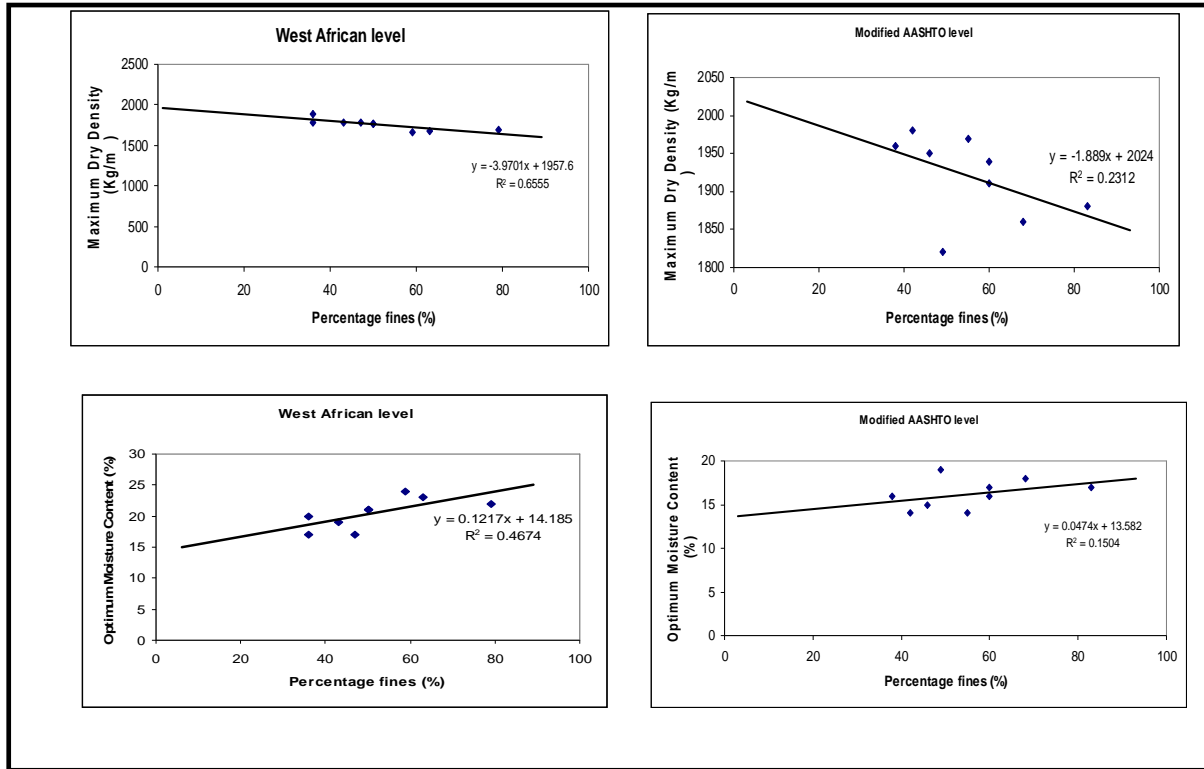 West African level
Maximum Dry Density
(Kg/m
2500
2000
1500
1000
500
0
y = -3.9701x + 1957.6
R² = 0.6555
0 20 40 60 80 100
Percentage fines (%)
Modified AASHTO level
Maximum Dry Density (Kg/m
)
2050
2000
1950
1900
1850
1800
y = -1.889x + 2024
R² = 0.2312
0 20 40 60 80 100
Percentage fines (%)
West African level
Optimum Moisture Content (%)
30
25
20
15
10
5
0
y = 0.1217x + 14.185
R² = 0.4674
0 20 40 60 80 100
Percentage fines (%)
Modified AASHTO level
Optimum Moisture Content
(%)
20
15
10
5
0
y = 0.0474x + 13.582
R² = 0.1504
0 20 40 60 80 100
Percentage fines (%)